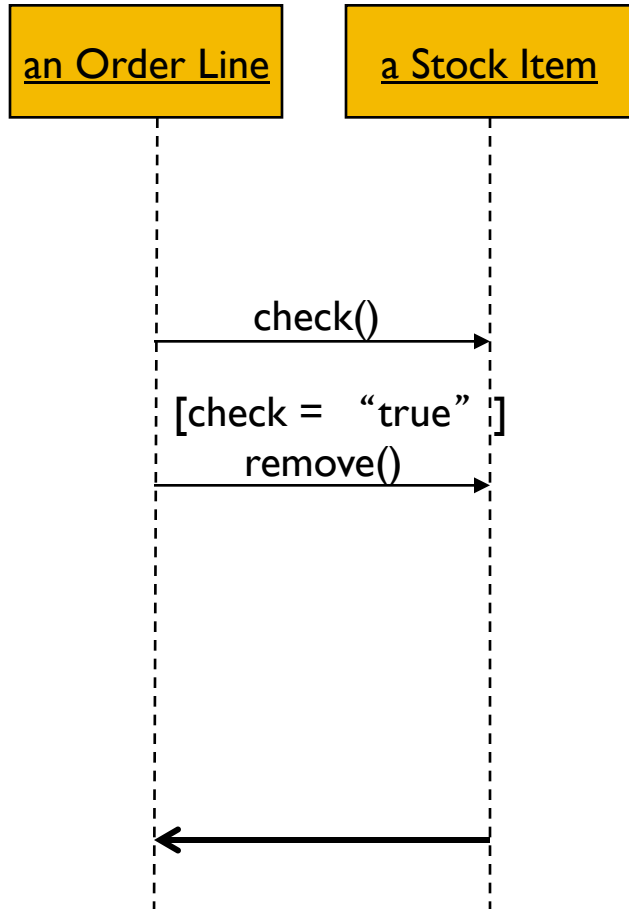 an Order Line
a Stock Item
check()
[check = “true” ]
remove()